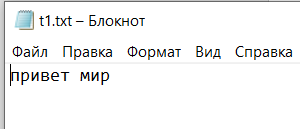 t1.txt – Блокнот
Файл Правка Формат Вид Справка
привет мир